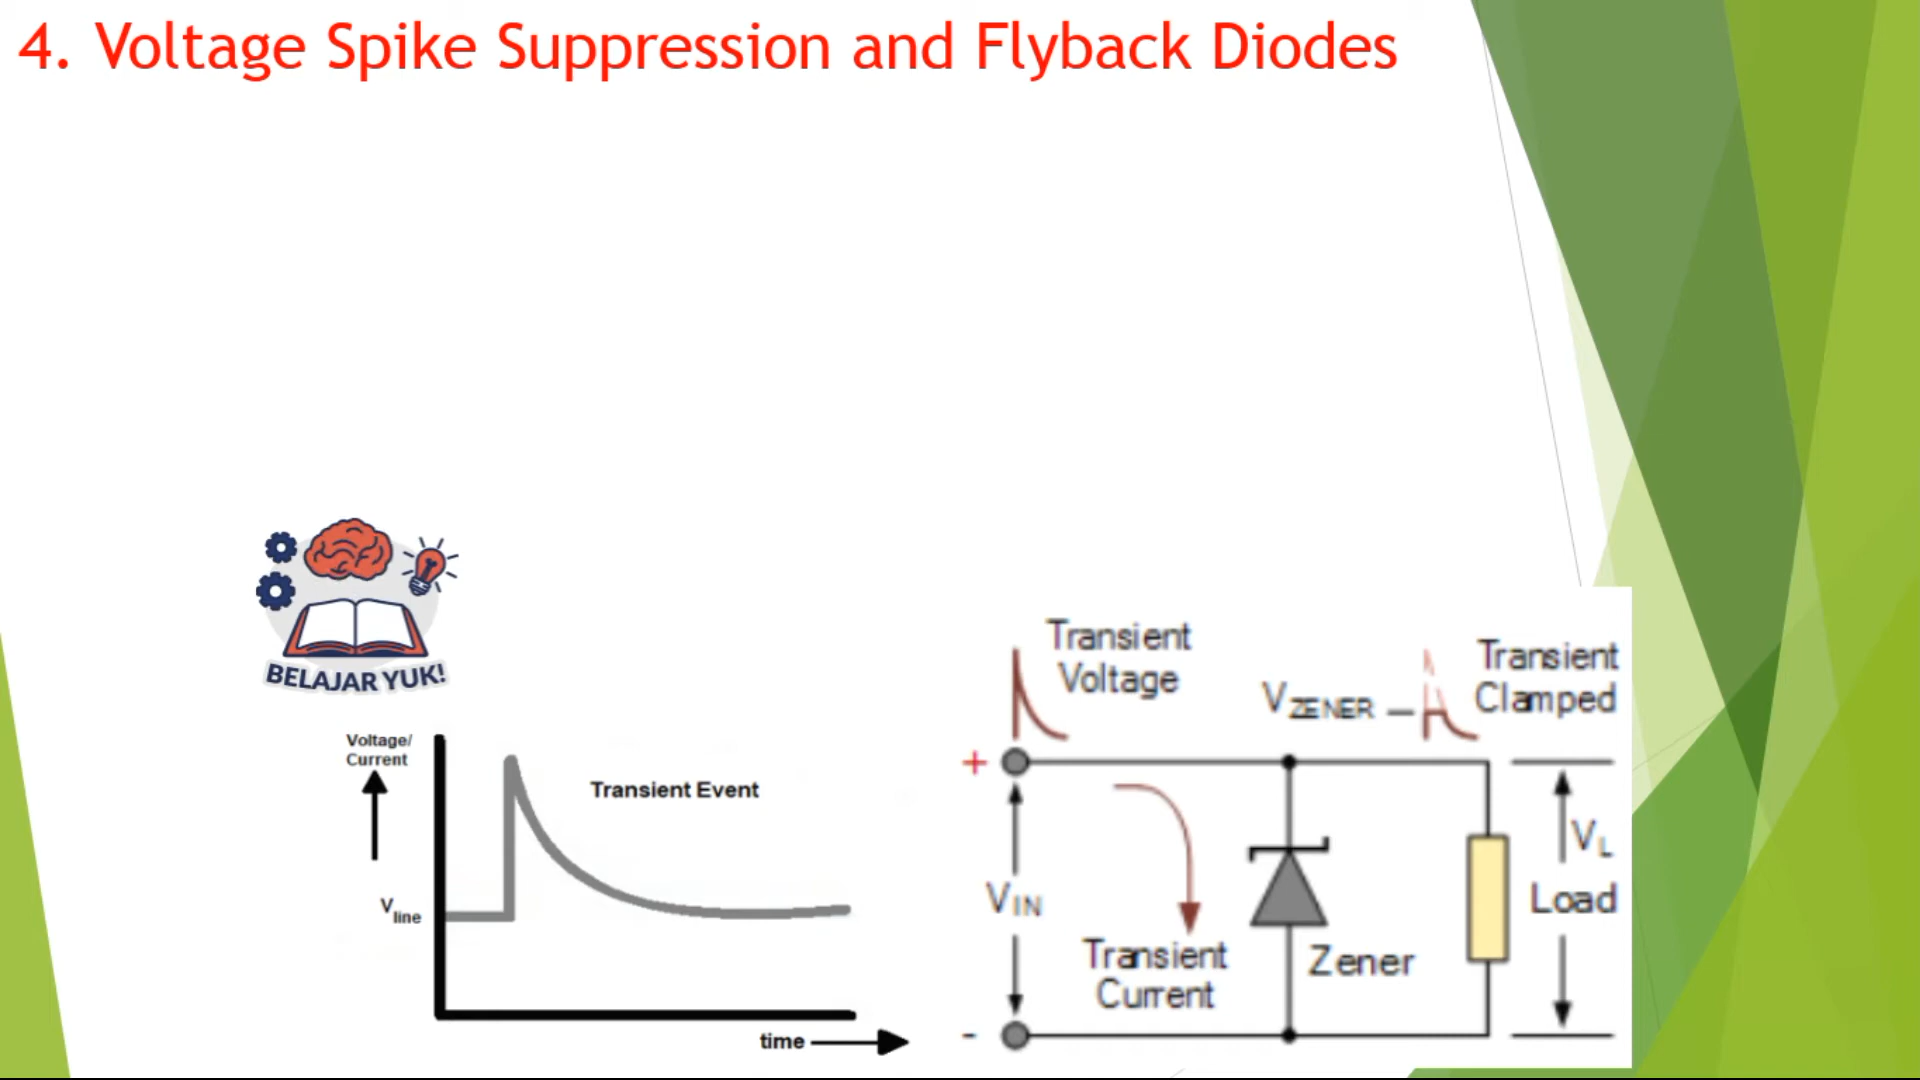 4. Voltage Spike Suppression and Flyback Diodes
BELAJAR YUK!
Voltage/
Current
Transient Event
Vline
time
Transient
Voltage
VZENER
Transient
Clamped
+
VIN
Transient
Current
Zener
VL
Load
-